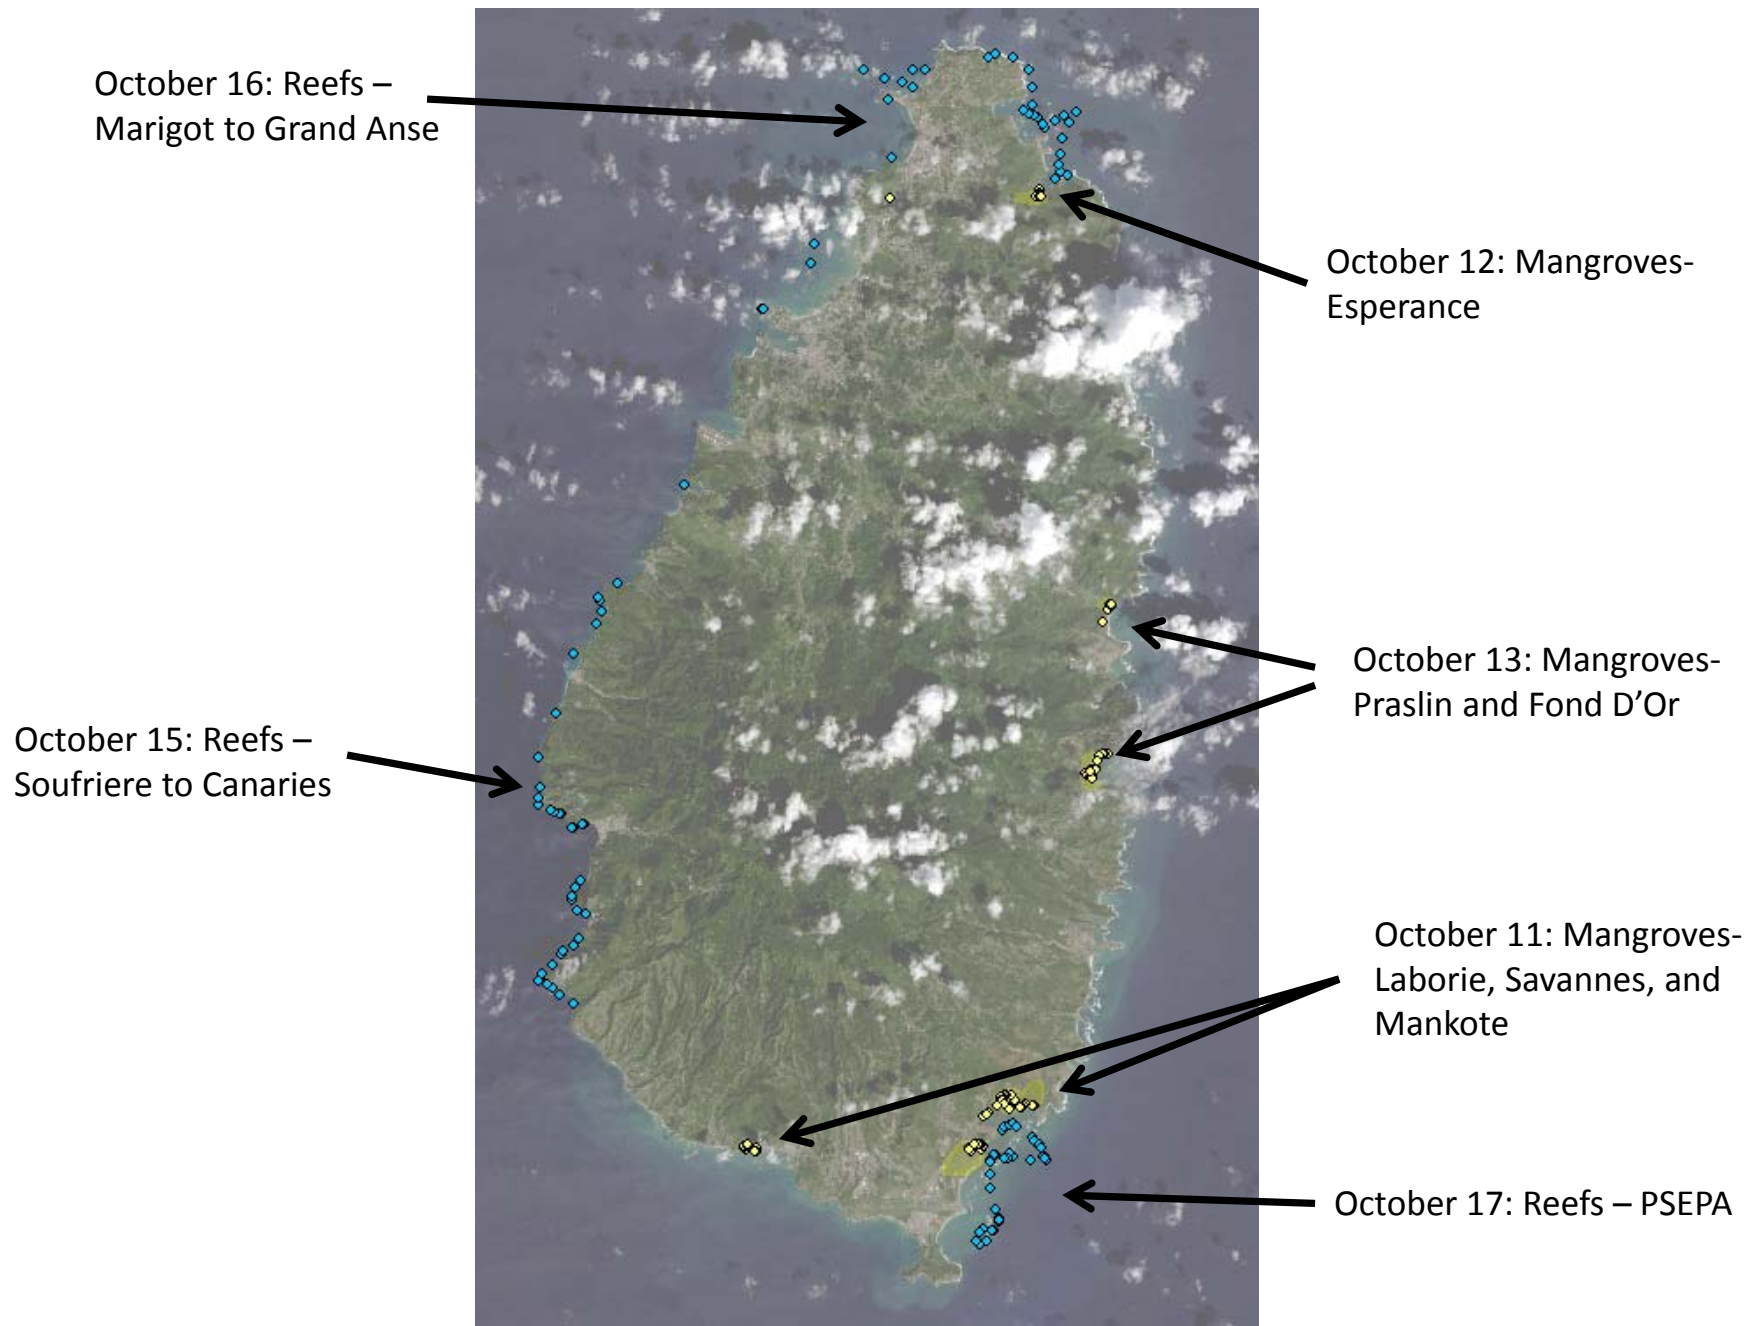 October 16: Reefs –
Marigot to Grand Anse
October 12: Mangroves-
Esperance
October 13: Mangroves-
Praslin and Fond D’Or
October 15: Reefs –
Soufriere to Canaries
October 11: Mangroves-
Laborie, Savannes, and
Mankote
October 17: Reefs – PSEPA